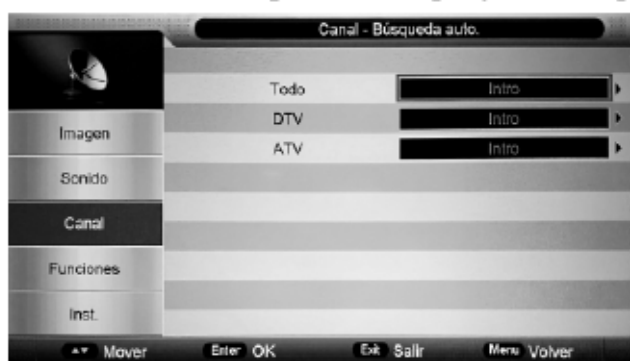 Canal - Búsqueda auto.
Todo Intro
DTV Intro
ATV Intro
Imagen
Sonido
Canal
Funciones
Inst.
Mover Enter OK Exit Salir Menu Volver